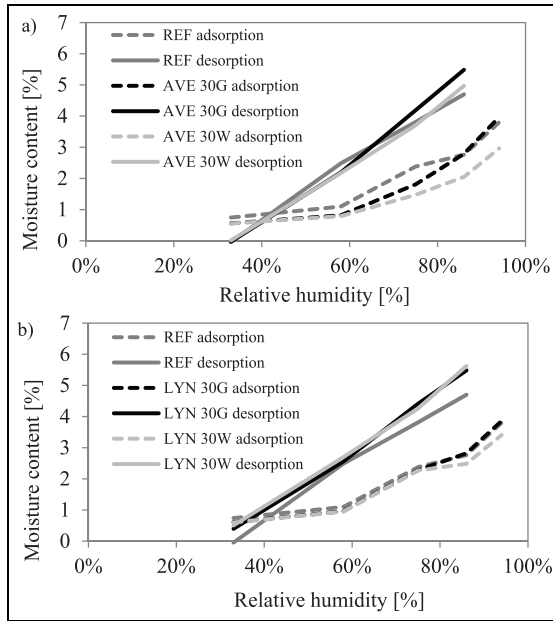 a)
Moisture content [%]
7
6
5
4
3
2
1
0
REF adsorption
REF desorption
AVE 30G adsorption
AVE 30G desorption
AVE 30W adsorption
AVE 30W desorption
0% 20% 40% 60% 80% 100%
Relative humidity [%]
b)
Moisture content [%]
7
6
5
4
3
2
1
0
REF adsorption
REF desorption
LYN 30G adsorption
LYN 30G desorption
LYN 30W adsorption
LYN 30W desorption
0% 20% 40% 60% 80% 100%
Relative humidity [%]